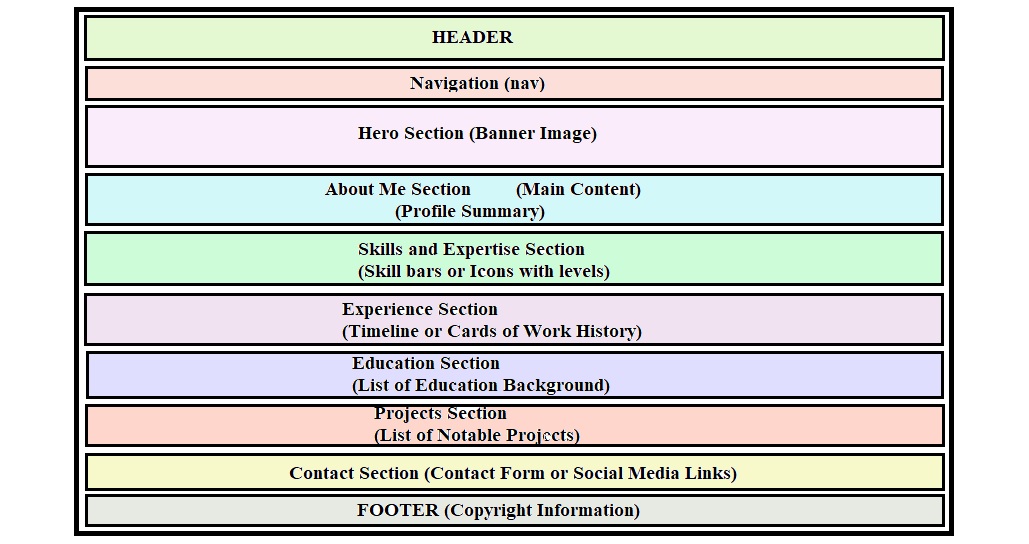 HEADER
Navigation (nav)
Hero Section (Banner Image)
About Me Section (Main Content)
(Profile Summary)
Skills and Expertise Section
(Skill bars or Icons with levels)
Experience Section
(Timeline or Cards of Work History)
Education Section
(List of Education Background)
Projects Section
(List of Notable Projects)
Contact Section (Contact Form or Social Media Links)
FOOTER (Copyright Information)